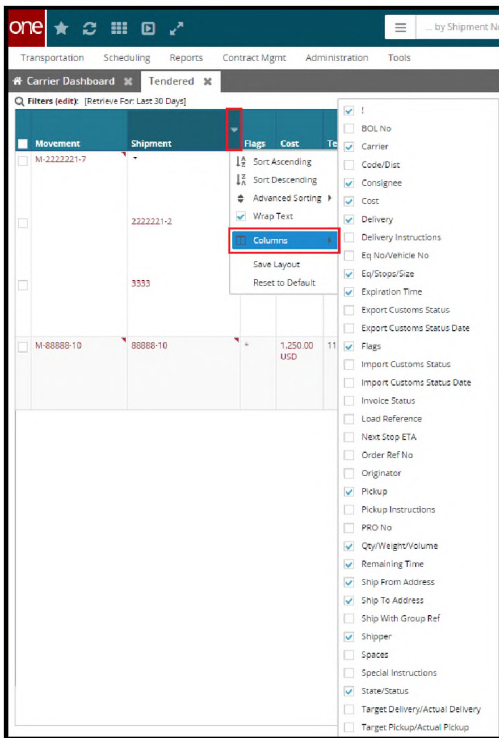 one
... by Shipment N
Transportation Scheduling Reports Contract Mgmt Administration Tools
Carrier Dashboard Tendered
Filters (edit): [Retrieve For: Last 30 Days]
Movement Shipment Flags Cost Te
M-2222221-7
2222221-2
3333
M-88888-10 88888-10 1,250.00 11
USD
Sort Ascending
Sort Descending
Advanced Sorting
Wrap Text
Columns
Save Layout
Reset to Default
!
BOL No
Carrier
Code/Dist
Consignee
Cost
Delivery
Delivery Instructions
Eq No/Vehicle No
Eq/Stops/Size
Expiration Time
Export Customs Status
Export Customs Status Date
Flags
Import Customs Status
Import Customs Status Date
Invoice Status
Load Reference
Next Stop ETA
Order Ref No
Originator
Pickup
Pickup Instructions
PRO No
Qty/Weight/Volume
Remaining Time
Ship From Address
Ship To Address
Ship With Group Ref
Shipper
Spaces
Special Instructions
State/Status
Target Delivery/Actual Delivery
Target Pickup/Actual Pickup